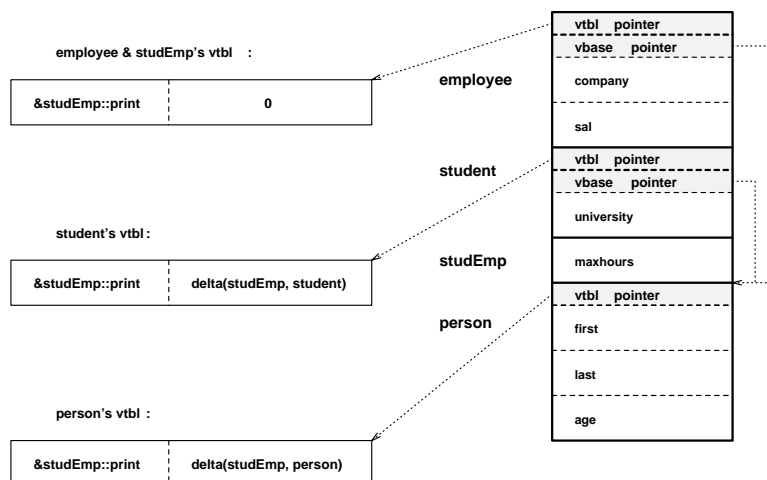 employee & studEmp's vtbl :
&studEmp::print 0
student's vtbl :
&studEmp::print delta(studEmp, student)
person's vtbl :
&studEmp::print delta(studEmp, person)
employee
student
studEmp
person
vtbl pointer
vbase pointer
company
sal
vtbl pointer
vbase pointer
university
maxhours
vtbl pointer
first
last
age